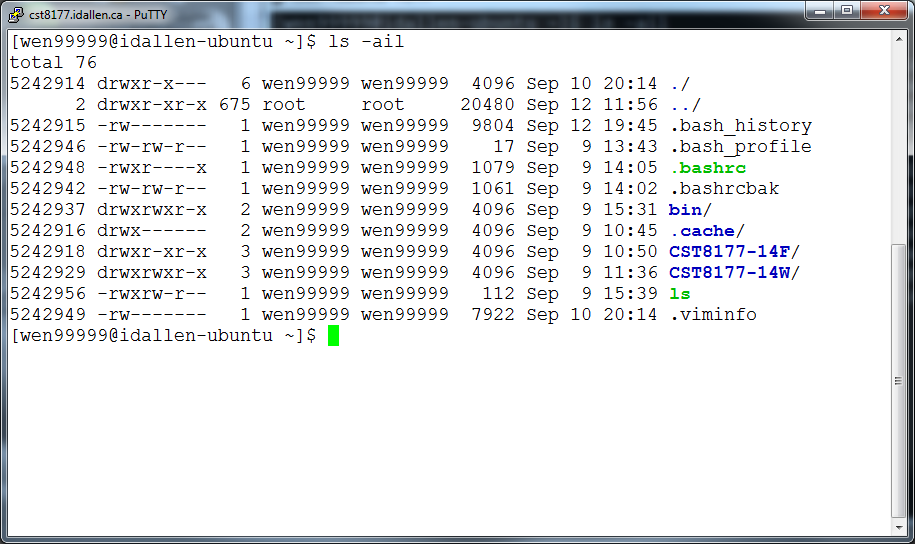 cst8177.idallen.ca - PuTTY
[wen99999@idallen-ubuntu ~]$ ls -ail
total 76
5242914 drwxr-x---   6 wen99999 wen99999  4096 Sep 10 20:14 ./
      2 drwxr-xr-x 675 root     root     20480 Sep 12 11:56 ../
5242915 -rw-------   1 wen99999 wen99999  9804 Sep 12 19:45 .bash_history
5242946 -rw-rw-r--   1 wen99999 wen99999    17 Sep  9 13:43 .bash_profile
5242948 -rwxr----x   1 wen99999 wen99999  1079 Sep  9 14:05 .bashrc
5242942 -rw-rw-r--   1 wen99999 wen99999  1061 Sep  9 14:02 .bashrcbak
5242937 drwxrwxr-x   2 wen99999 wen99999  4096 Sep  9 15:31 bin/
5242916 drwx------   2 wen99999 wen99999  4096 Sep  9 10:45 .cache/
5242918 drwxr-xr-x   3 wen99999 wen99999  4096 Sep  9 10:50 CST8177-14F/
5242929 drwxrwxr-x   3 wen99999 wen99999  4096 Sep  9 11:36 CST8177-14W/
5242956 -rwxrw-r--   1 wen99999 wen99999   112 Sep  9 15:39 ls
5242949 -rw-------   1 wen99999 wen99999  7922 Sep 10 20:14 .viminfo
[wen99999@idallen-ubuntu ~]$